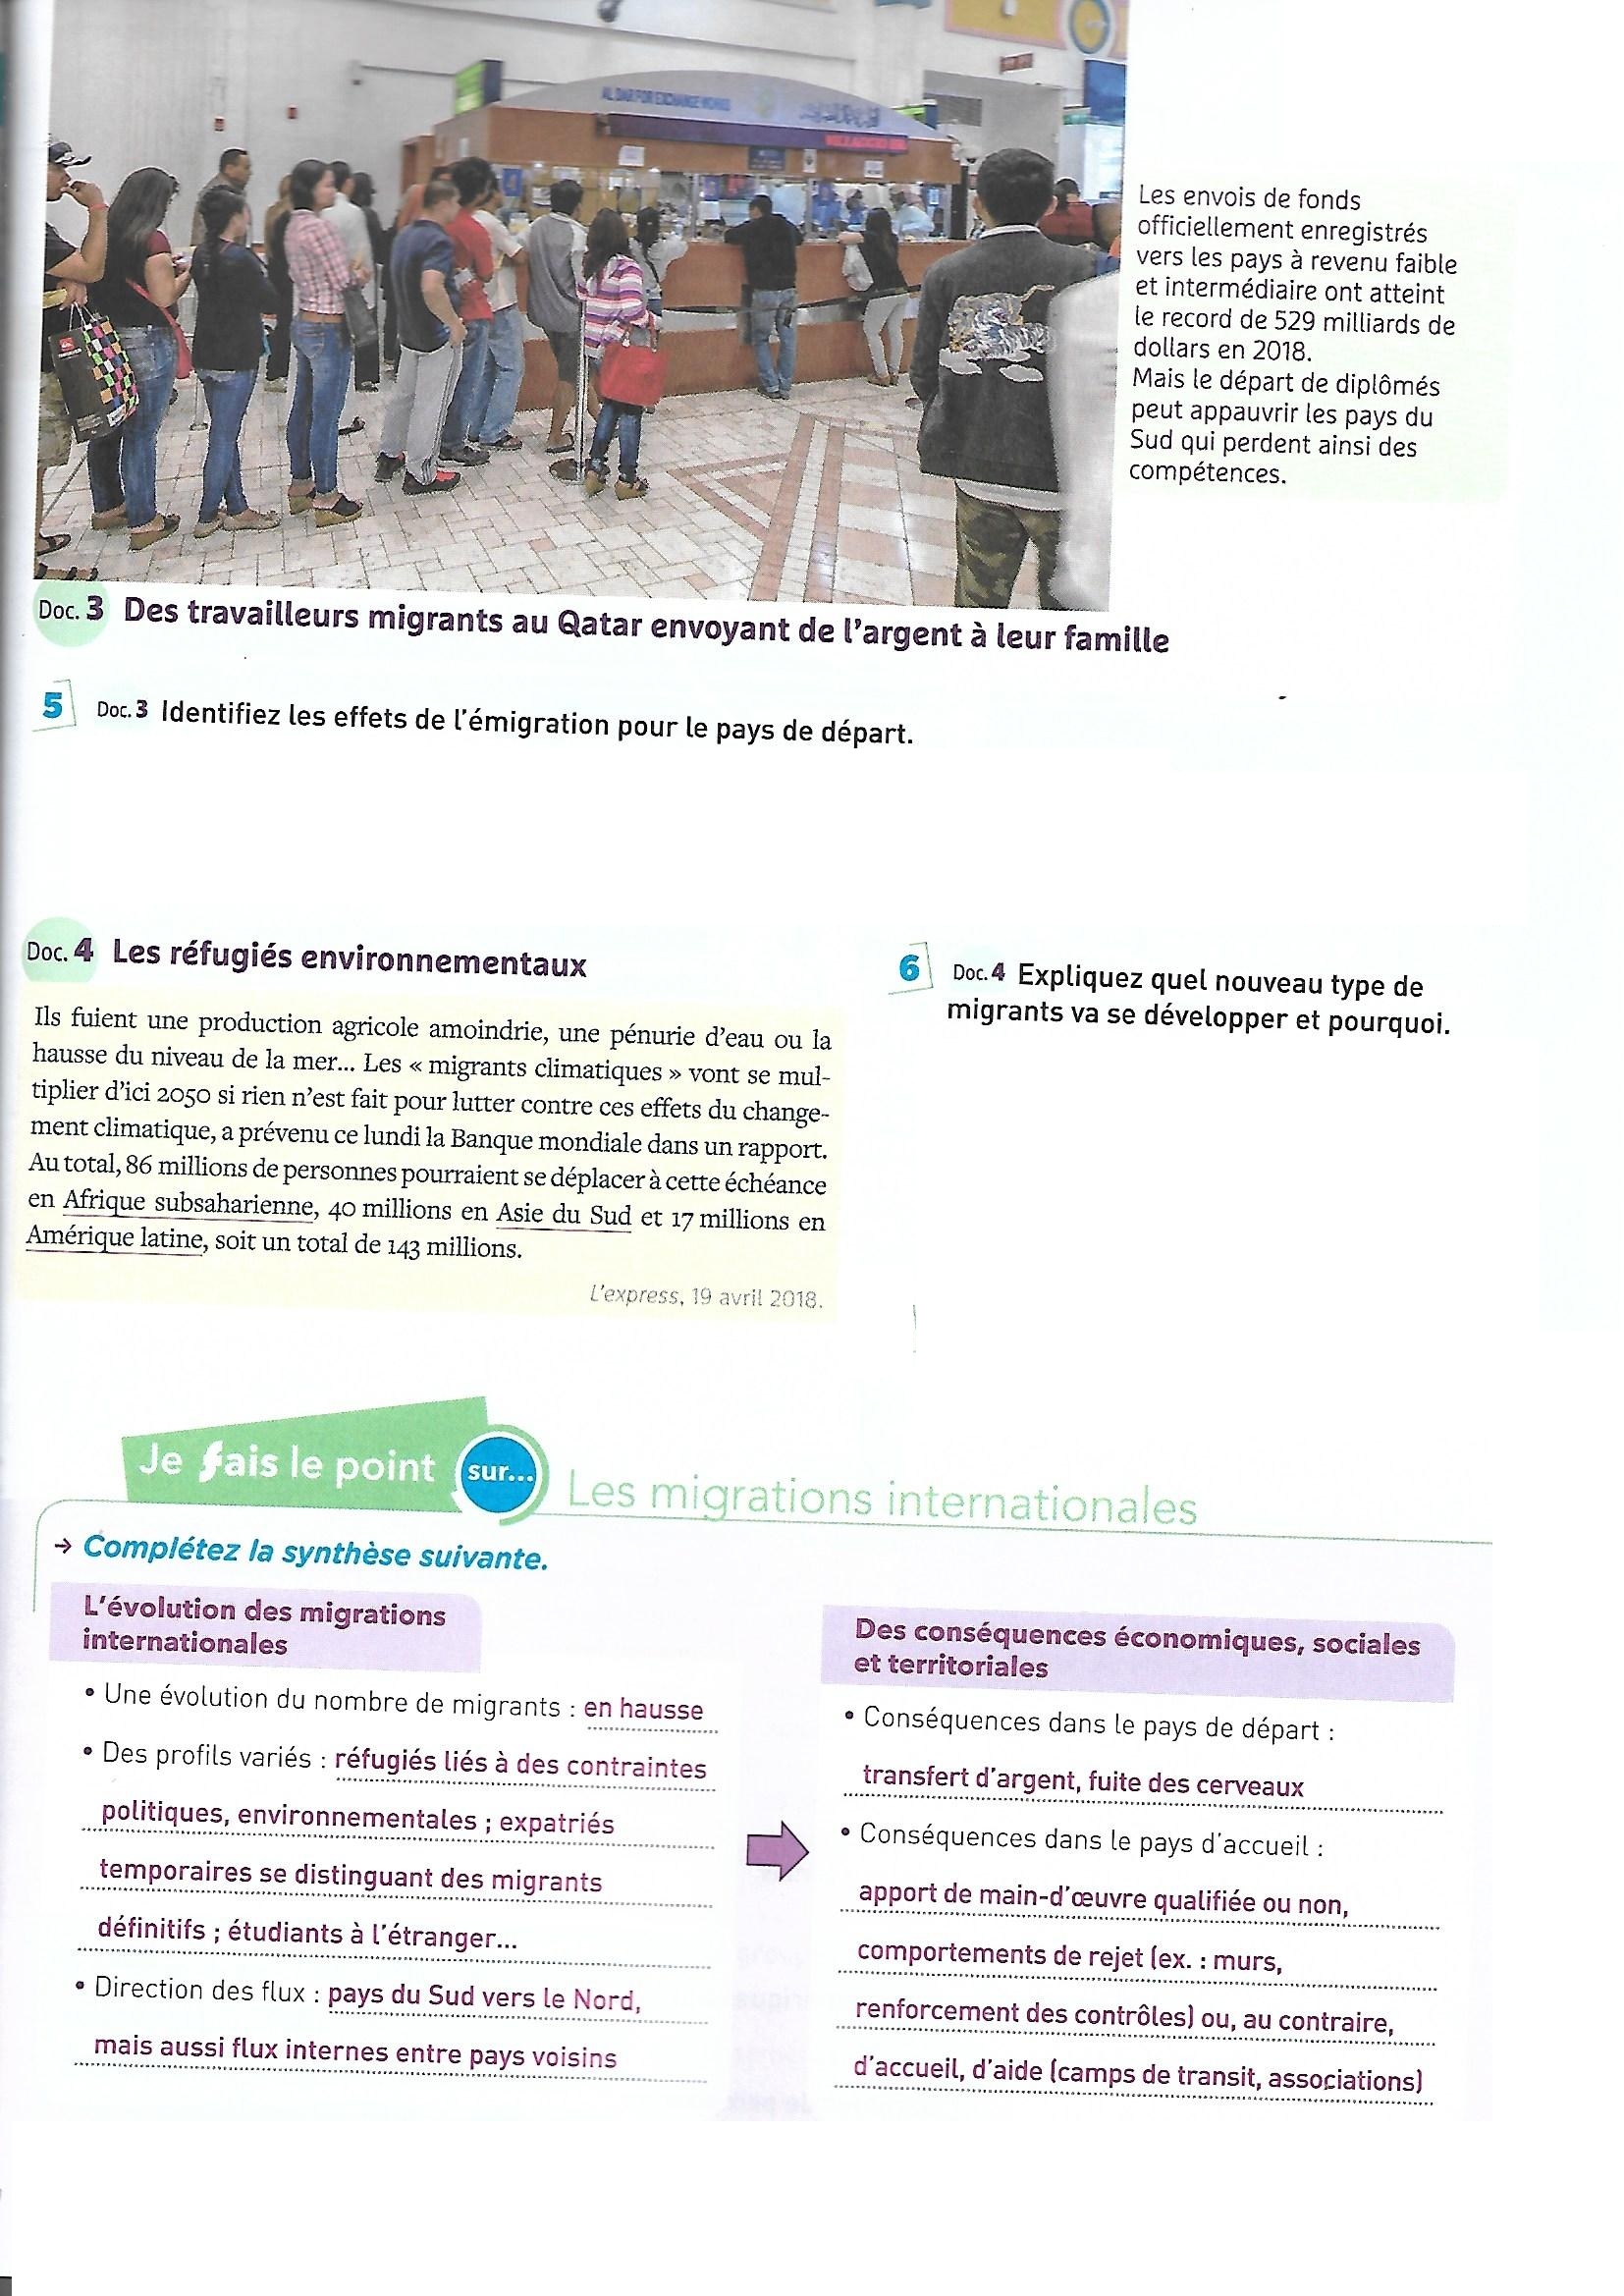 AL DAR FOR EXCHANGE WORKS
Les envois de fonds
officiellement enregistrés
vers les pays à revenu faible
et intermédiaire ont atteint
le record de 529 milliards de
dollars en 2018.
Mais le départ de diplômés
peut appauvrir les pays du
Sud qui perdent ainsi des
compétences.
Doc. 3 Des travailleurs migrants au Qatar envoyant de l'argent à leur famille
5 Doc. 3 Identifiez les effets de l'émigration pour le pays de départ.
Doc. 4 Les réfugiés environnementaux
Ils fuient une production agricole amoindrie, une pénurie d'eau ou la
hausse du niveau de la mer... Les « migrants climatiques » vont se mul-
tiplier d'ici 2050 si rien n'est fait pour lutter contre ces effets du change-
ment climatique, a prévenu ce lundi la Banque mondiale dans un rapport.
Au total, 86 millions de personnes pourraient se déplacer à cette échéance
en Afrique subsaharienne, 40 millions en Asie du Sud et 17 millions en
Amérique latine, soit un total de 143 millions.
L'express, 19 avril 2018.
6 Doc. 4 Expliquez quel nouveau type de
migrants va se développer et pourquoi.
Je fais le point sur... Les migrations internationales
→ Complétez la synthèse suivante.
L'évolution des migrations
internationales
• Une évolution du nombre de migrants : en hausse
• Des profils variés : réfugiés liés à des contraintes
politiques, environnementales ; expatriés
temporaires se distinguant des migrants
définitifs ; étudiants à l'étranger...
• Direction des flux : pays du Sud vers le Nord,
mais aussi flux internes entre pays voisins
Des conséquences économiques, sociales
et territoriales
• Conséquences dans le pays de départ :
transfert d'argent, fuite des cerveaux
• Conséquences dans le pays d'accueil :
apport de main-d'œuvre qualifiée ou non,
comportements de rejet (ex. : murs,
renforcement des contrôles) ou, au contraire,
d'accueil, d'aide (camps de transit, associations)